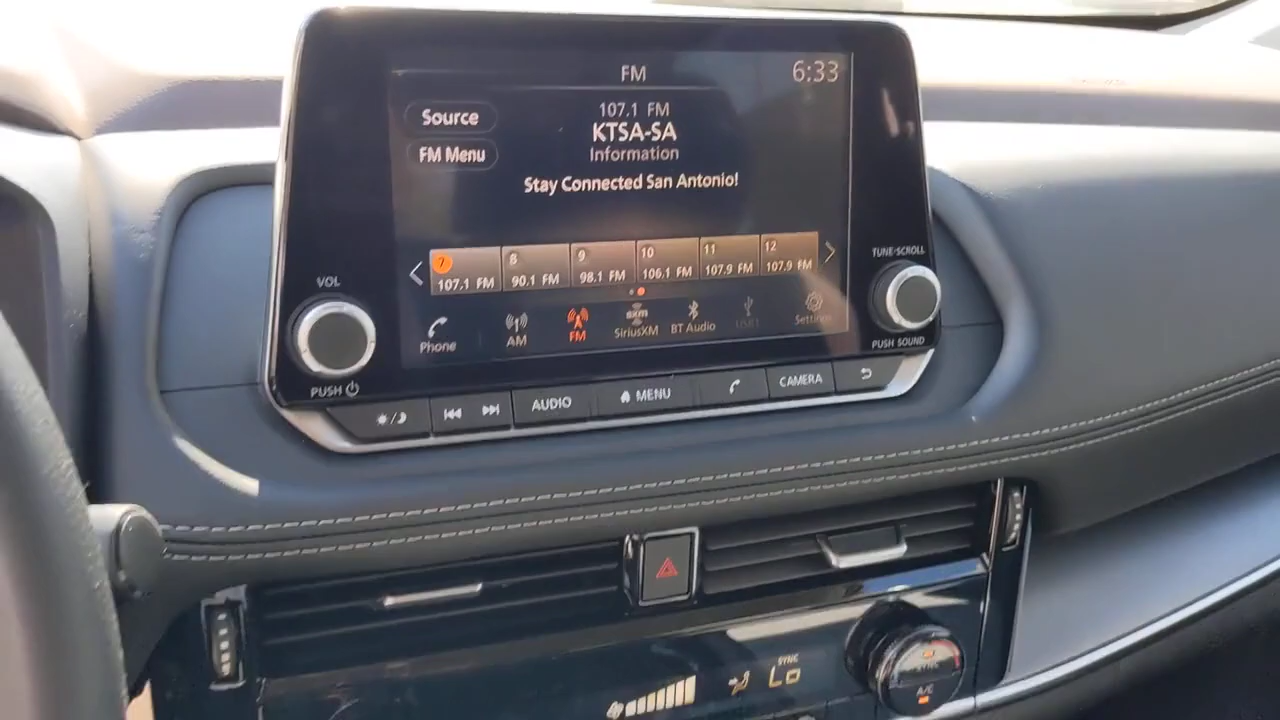 FM
6:33
Source
107.1 FM
KTSA-SA
FM Menu
Information
Stay Connected San Antonio!
7
107.1 FM
8
90.1 FM
9
98.1 FM
10
106.1 FM
11
107.9 FM
12
107.9 FM
Phone
AM
FM
sxm
SiriusXM
BT Audio
USB1
Settings
VOL
PUSH
TUNE·SCROLL
PUSH SOUND
AUDIO
MENU
CAMERA
SYNC
Lo
SYNC
A/C